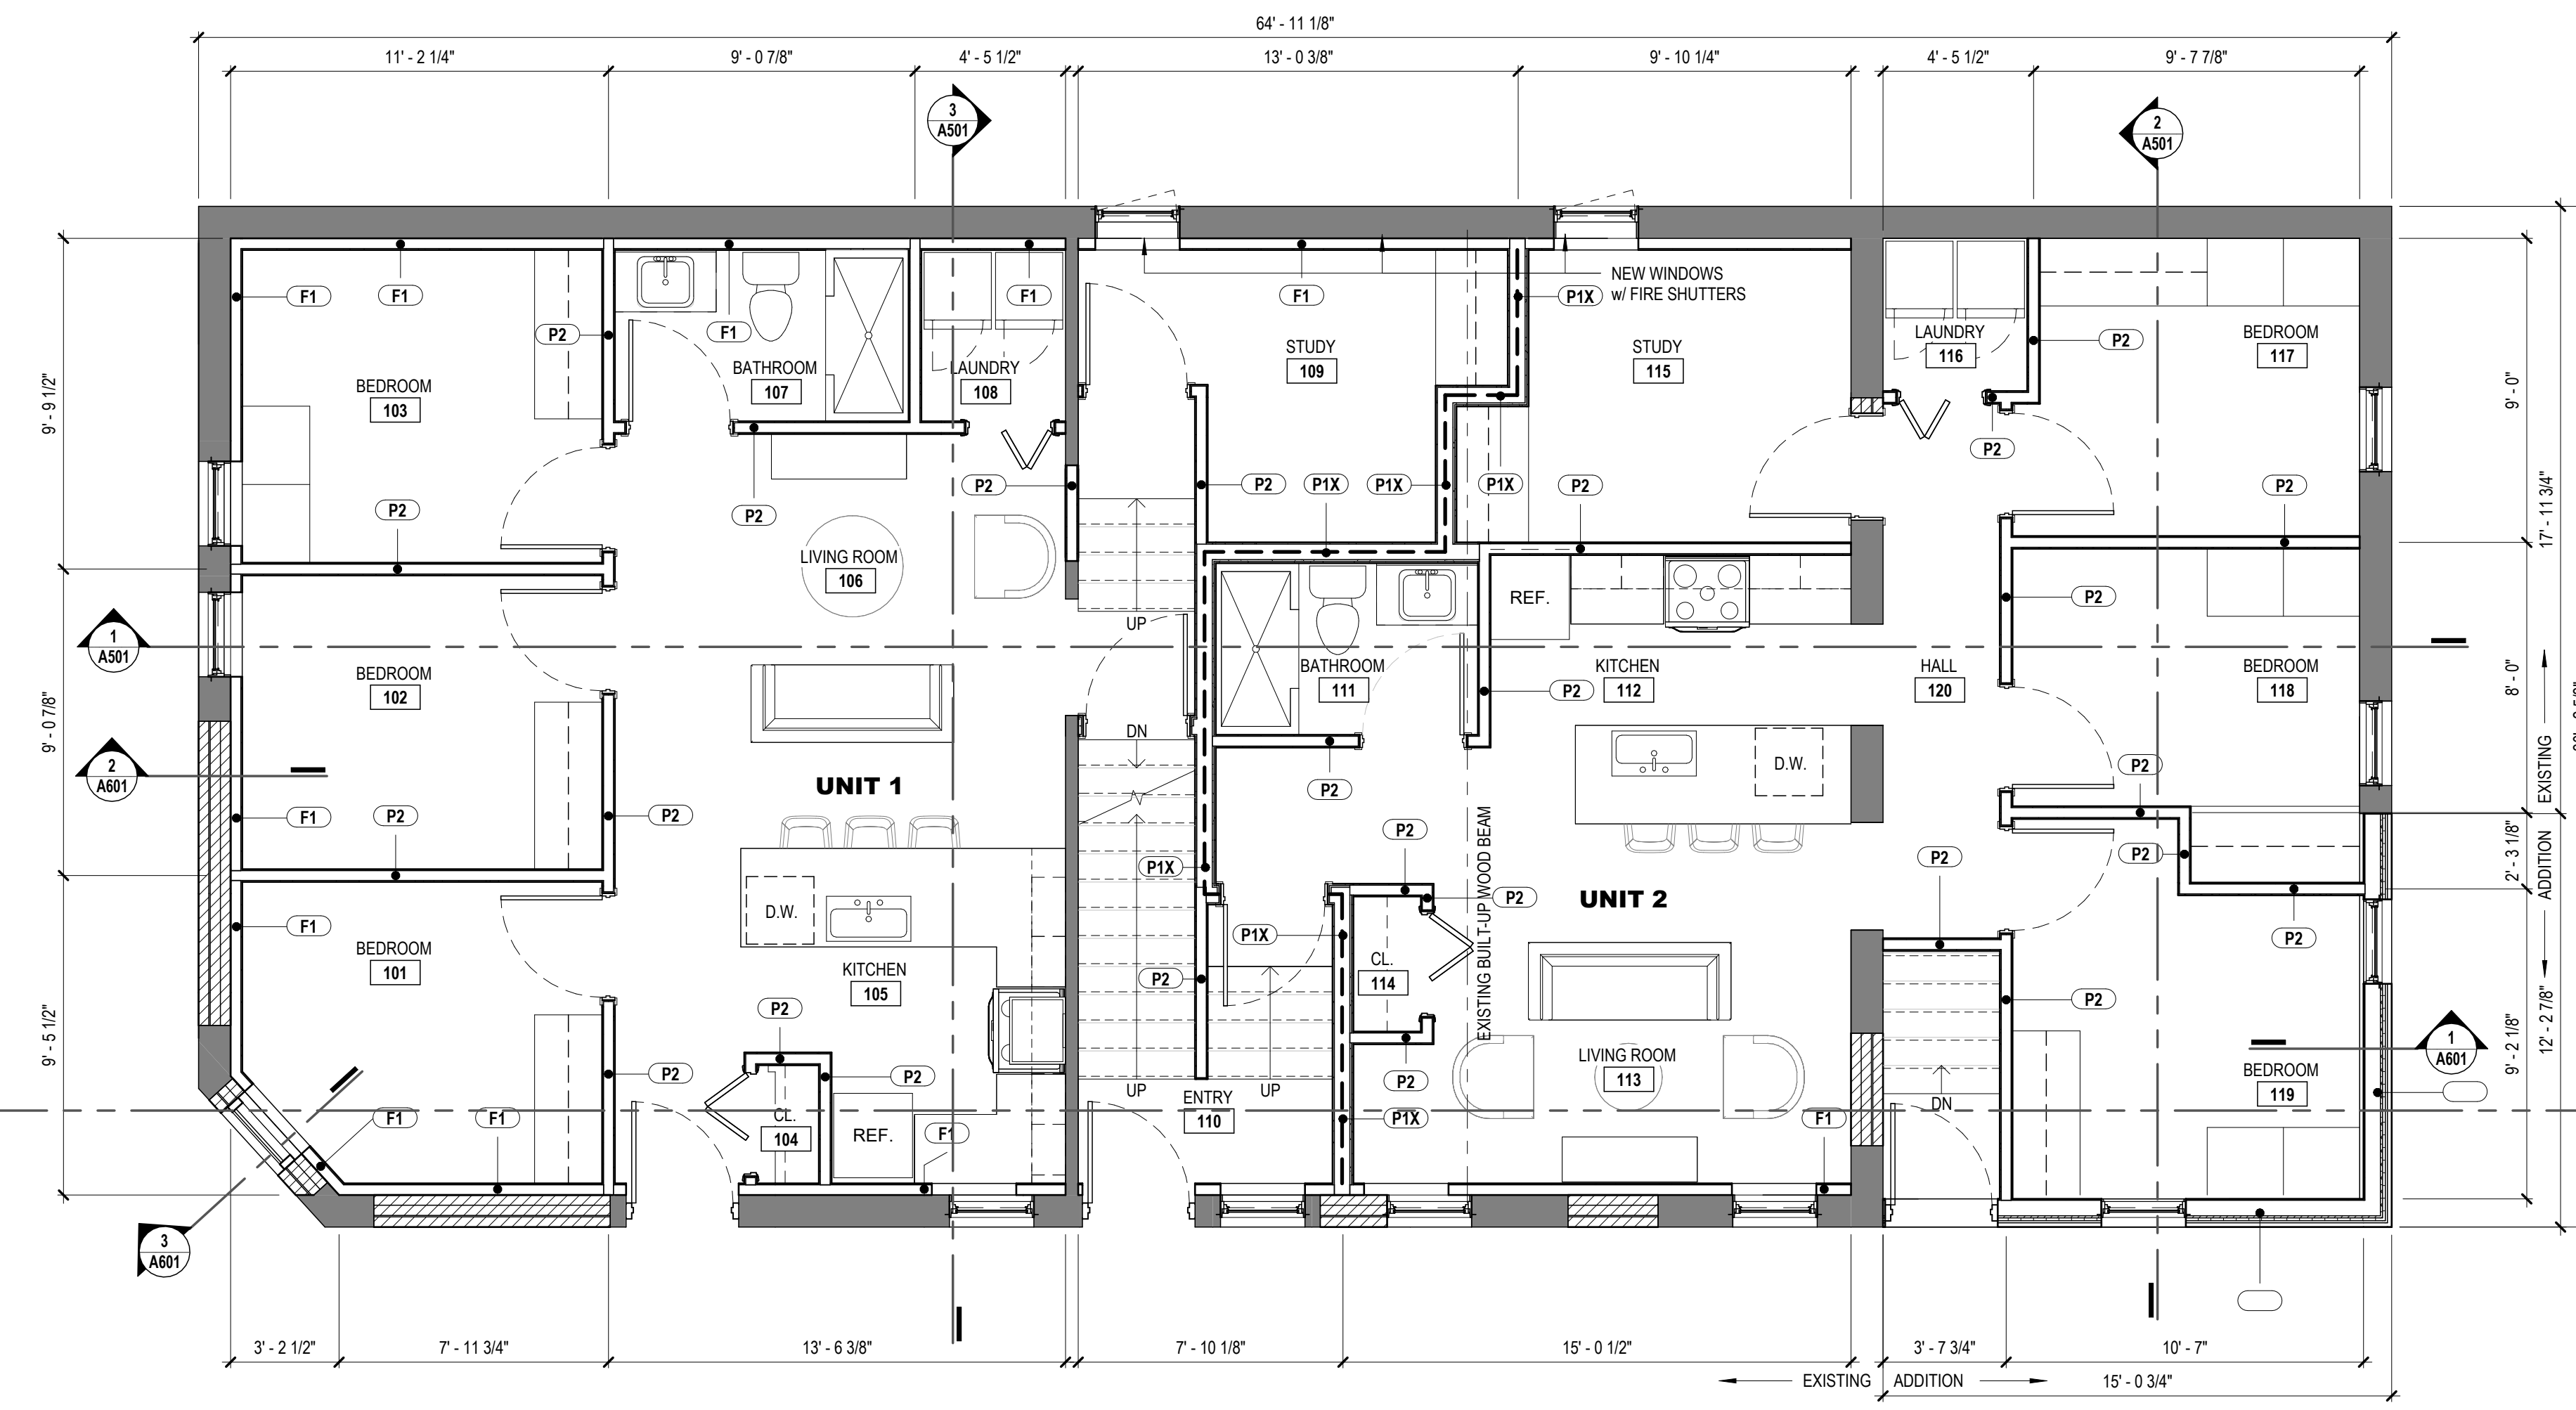 64' - 11 1/8"
11' - 2 1/4"
9' - 0 7/8"
4' - 5 1/2"
13' - 0 3/8"
9' - 10 1/4"
4' - 5 1/2"
9' - 7 7/8"
3
A501
2
A501
NEW WINDOWS
w/ FIRE SHUTTERS
F1
F1
F1
F1
F1
P1X
P2
P2
BEDROOM
103
BATHROOM
107
LAUNDRY
108
STUDY
109
STUDY
115
LAUNDRY
116
BEDROOM
117
9' - 9 1/2"
9' - 0"
17' - 11 3/4"
P2
P2
P2
P2
P2
P1X
P1X
P1X
P2
P2
P2
LIVING ROOM
106
REF.
P2
UP
1
A501
BEDROOM
102
BATHROOM
111
P2
KITCHEN
112
HALL
120
BEDROOM
118
9' - 0 7/8"
8' - 0"
EXISTING
2
A601
DN
UNIT 1
P2
D.W.
P2
F1
P2
P2
P2
P2
P2
P1X
EXISTING BUILT-UP WOOD BEAM
2' - 3 1/8"
ADDITION
D.W.
P2
UNIT 2
F1
BEDROOM
101
P1X
P2
KITCHEN
105
P2
CL.
114
P2
P2
9' - 5 1/2"
9' - 2 1/8"
12' - 2 7/8"
1
A601
P2
P2
P2
LIVING ROOM
113
BEDROOM
119
UP
UP
ENTRY
110
DN
F1
F1
CL.
104
REF.
F1
P1X
F1
3
A601
3' - 2 1/2"
7' - 11 3/4"
13' - 6 3/8"
7' - 10 1/8"
15' - 0 1/2"
3' - 7 3/4"
10' - 7"
EXISTING
ADDITION
15' - 0 3/4"